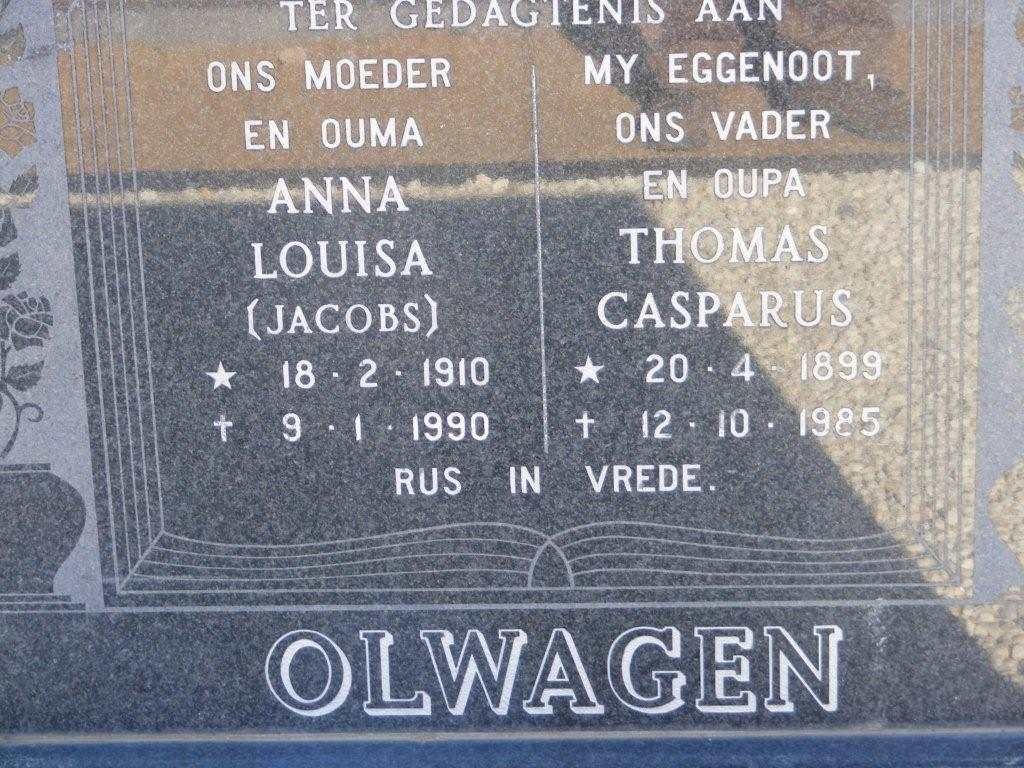 TER GEDAGTENIS AAN
ONS MOEDER
EN OUMA
ANNA
LOUISA
(JACOBS)
★ 18 · 2 · 1910
✝ 9 · 1 · 1990
MY EGGENOOT,
ONS VADER
EN OUPA
THOMAS
CASPARUS
★ 20 · 4 · 1899
✝ 12 · 10 · 1985
RUS IN VREDE.
OLWAGEN